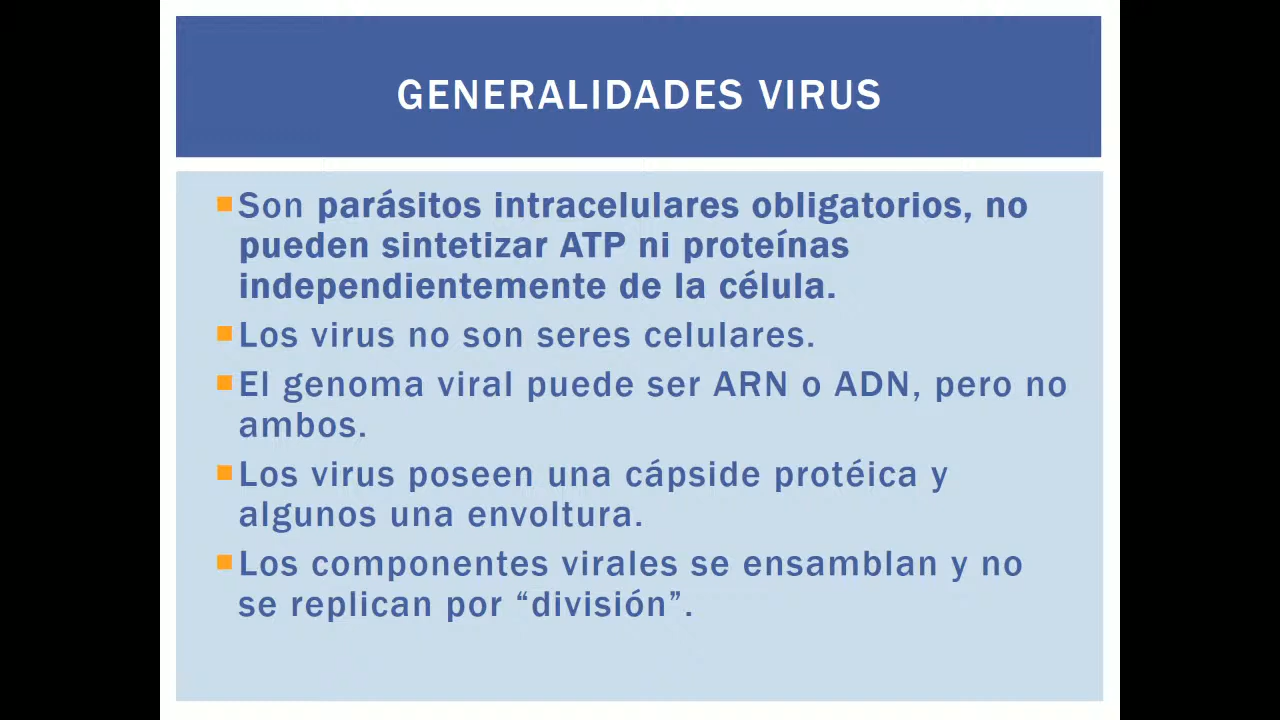 GENERALIDADES VIRUS
Son parásitos intracelulares obligatorios, no
pueden sintetizar ATP ni proteínas
independientemente de la célula.
Los virus no son seres celulares.
El genoma viral puede ser ARN o ADN, pero no
ambos.
Los virus poseen una cápside protéica y
algunos una envoltura.
Los componentes virales se ensamblan y no
se replican por “división”.